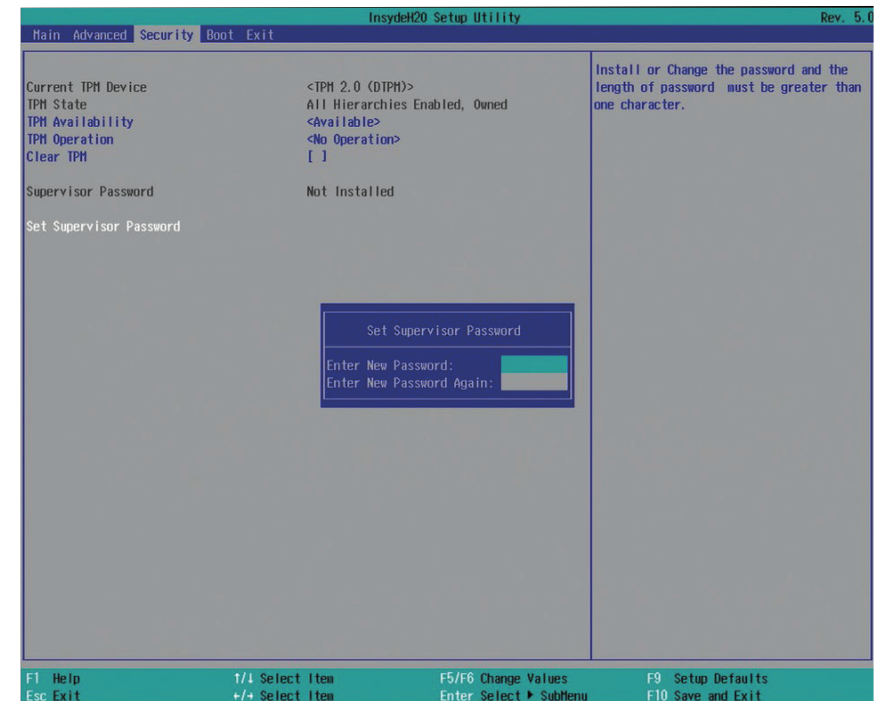 InsydeH20 Setup Utility Rev. 5.0
Main Advanced Security Boot Exit
Current TPM Device <TPM 2.0 (DTPM)>
TPM State All Hierarchies Enabled, Owned
TPM Availability <Available>
TPM Operation <No Operation>
Clear TPM [ ]
Supervisor Password Not Installed
Set Supervisor Password
Install or Change the password and the
length of password must be greater than
one character.
Set Supervisor Password
Enter New Password:
Enter New Password Again:
F1 Help ↑/↓ Select Item F5/F6 Change Values F9 Setup Defaults
Esc Exit ←/→ Select Item Enter Select ▶ SubMenu F10 Save and Exit